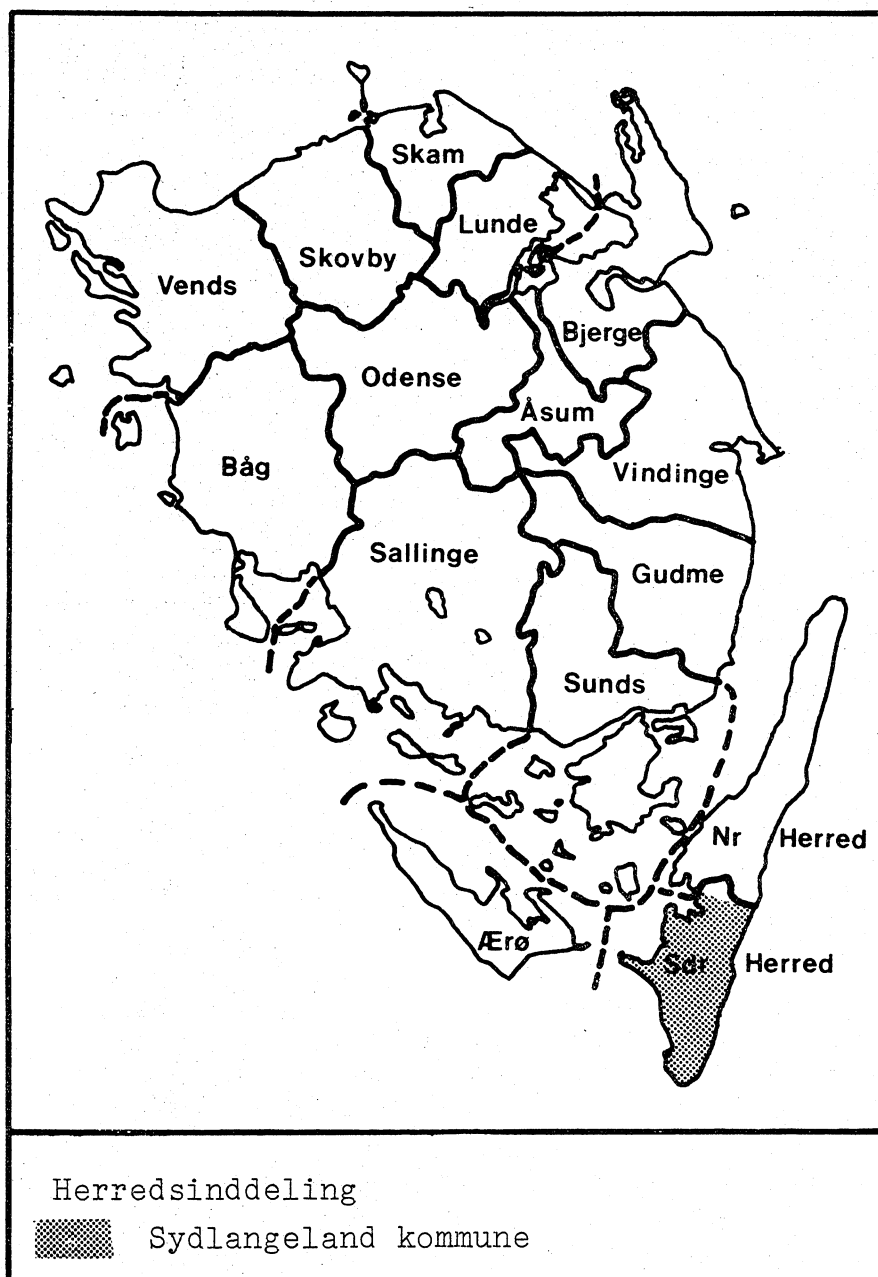 Skam
Lunde
Skovby
Vends
Bjerge
Odense
Åsum
Båg
Vindinge
Sallinge
Gudme
Sunds
Nr Herred
Ærø
Sdr Herred
Herredsinddeling
Sydlangeland kommune